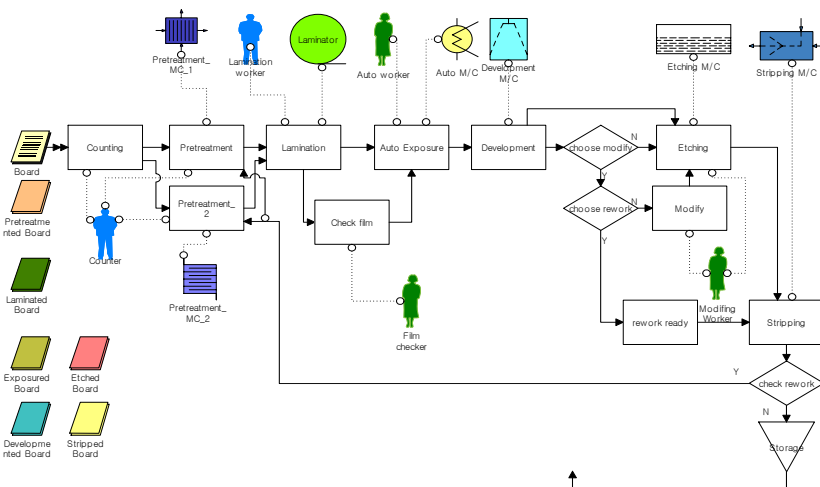 Pretreatment_
MC_1
Lamination
worker
Laminator
Auto worker
Auto M/C
Development
M/C
Etching M/C
Stripping M/C
Board
Counting
Pretreatment
Lamination
Auto Exposure
Development
choose modify
N
Etching
Y
Pretreatme
nted Board
Pretreatment_
2
Counter
Check film
choose rework
N
Modify
Y
Laminated
Board
Pretreatment_
MC_2
Film
checker
Modifing
Worker
rework ready
Stripping
Exposured
Board
Etched
Board
Y
check rework
N
Developme
nted Board
Stripped
Board
Storage